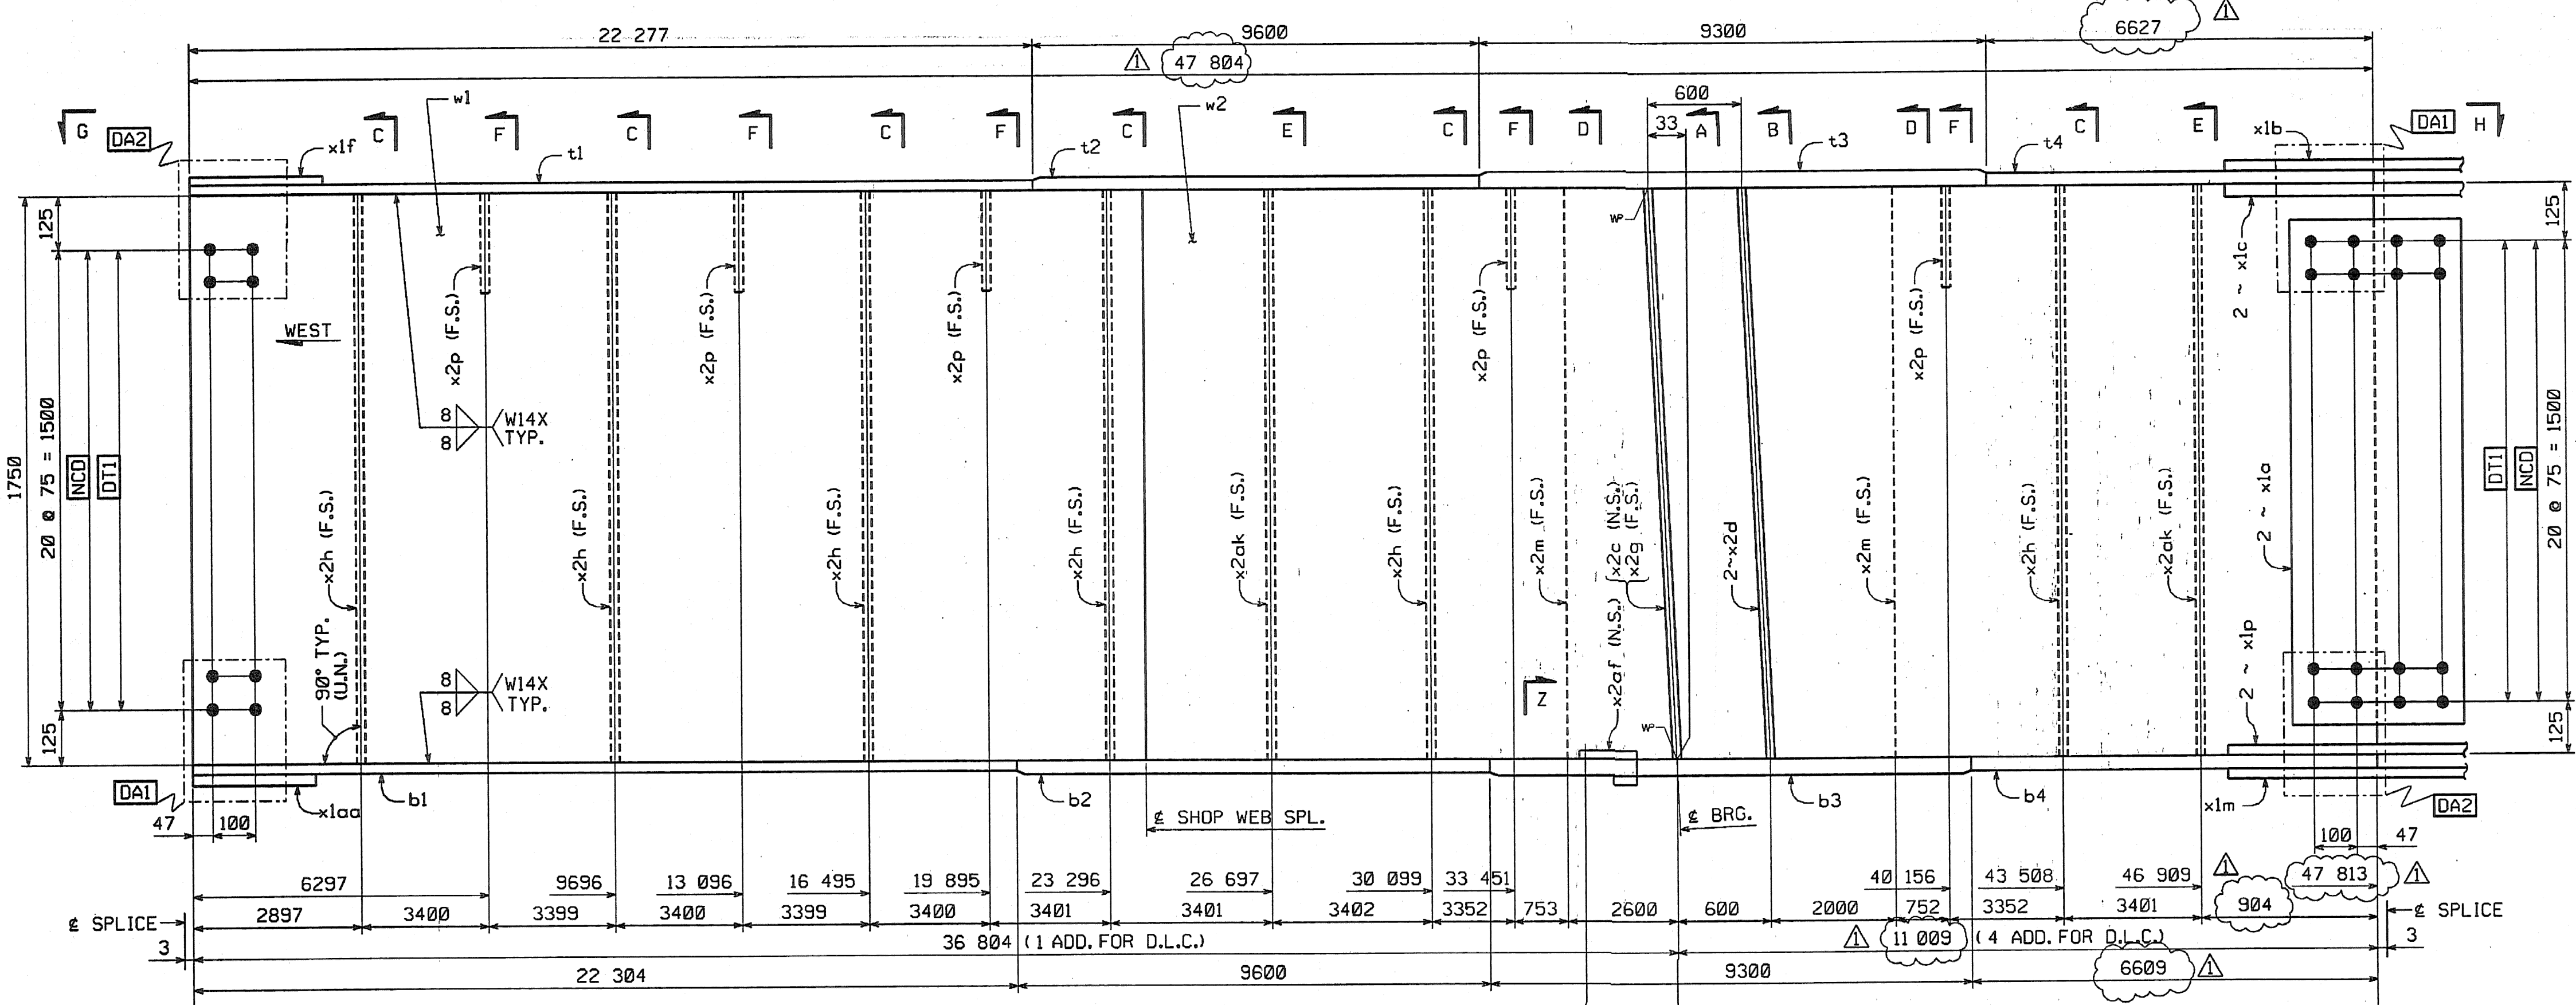 22 277
9600
9300
6627
1
1
47 804
G
DA2
x1f
C
w1
F
C
F
C
F
C
w2
E
C
F
D
600
33
A
B
D
F
C
E
x1b
DA1
H
t1
t2
t3
t4
1750
125
20 @ 75 = 1500
125
NCD
DT1
WEST
x2p (F.S.)
x2p (F.S.)
x2p (F.S.)
x2p (F.S.)
x2p (F.S.)
WP
2 ~ x1c
125
8
8
W14X
TYP.
8
8
W14X
TYP.
x2h (F.S.)
90° TYP.
(U.N.)
x2h (F.S.)
x2h (F.S.)
x2h (F.S.)
x2ak (F.S.)
x2h (F.S.)
x2m (F.S.)
x2af (N.S.)
x2c (N.S.)
x2g (F.S.)
2~x2d
x2m (F.S.)
x2h (F.S.)
x2ak (F.S.)
2 ~ x1p
2 ~ x1a
DT1
NCD
20 @ 75 = 1500
125
Z
WP
DA1
x1aa
b1
b2
b3
b4
x1m
DA2
47
100
℄ SHOP WEB SPL.
℄ BRG.
100
47
6297
9696
13 096
16 495
19 895
23 296
26 697
30 099
33 451
40 156
43 508
46 909
1
47 813
1
℄ SPLICE
2897
3400
3399
3400
3399
3400
3401
3401
3402
3352
753
2600
600
2000
752
3352
3401
904
℄ SPLICE
3
36 804 (1 ADD. FOR D.L.C.)
1
11 009
(4 ADD. FOR D.L.C.)
3
22 304
9600
9300
6609
1